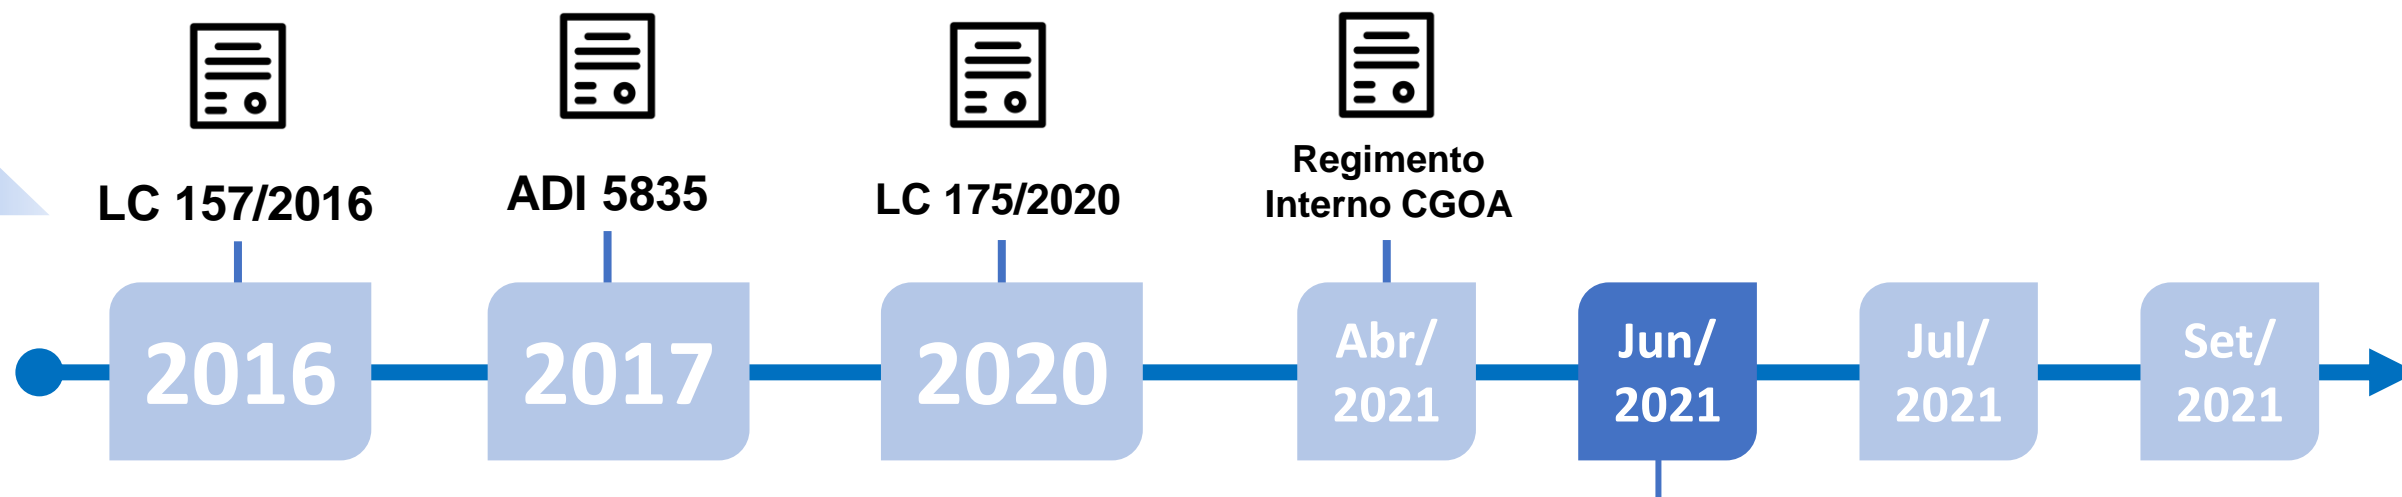 LC 157/2016
ADI 5835
LC 175/2020
Regimento
Interno CGOA
2016
2017
2020
Abr/
2021
Jun/
2021
Jul/
2021
Set/
2021